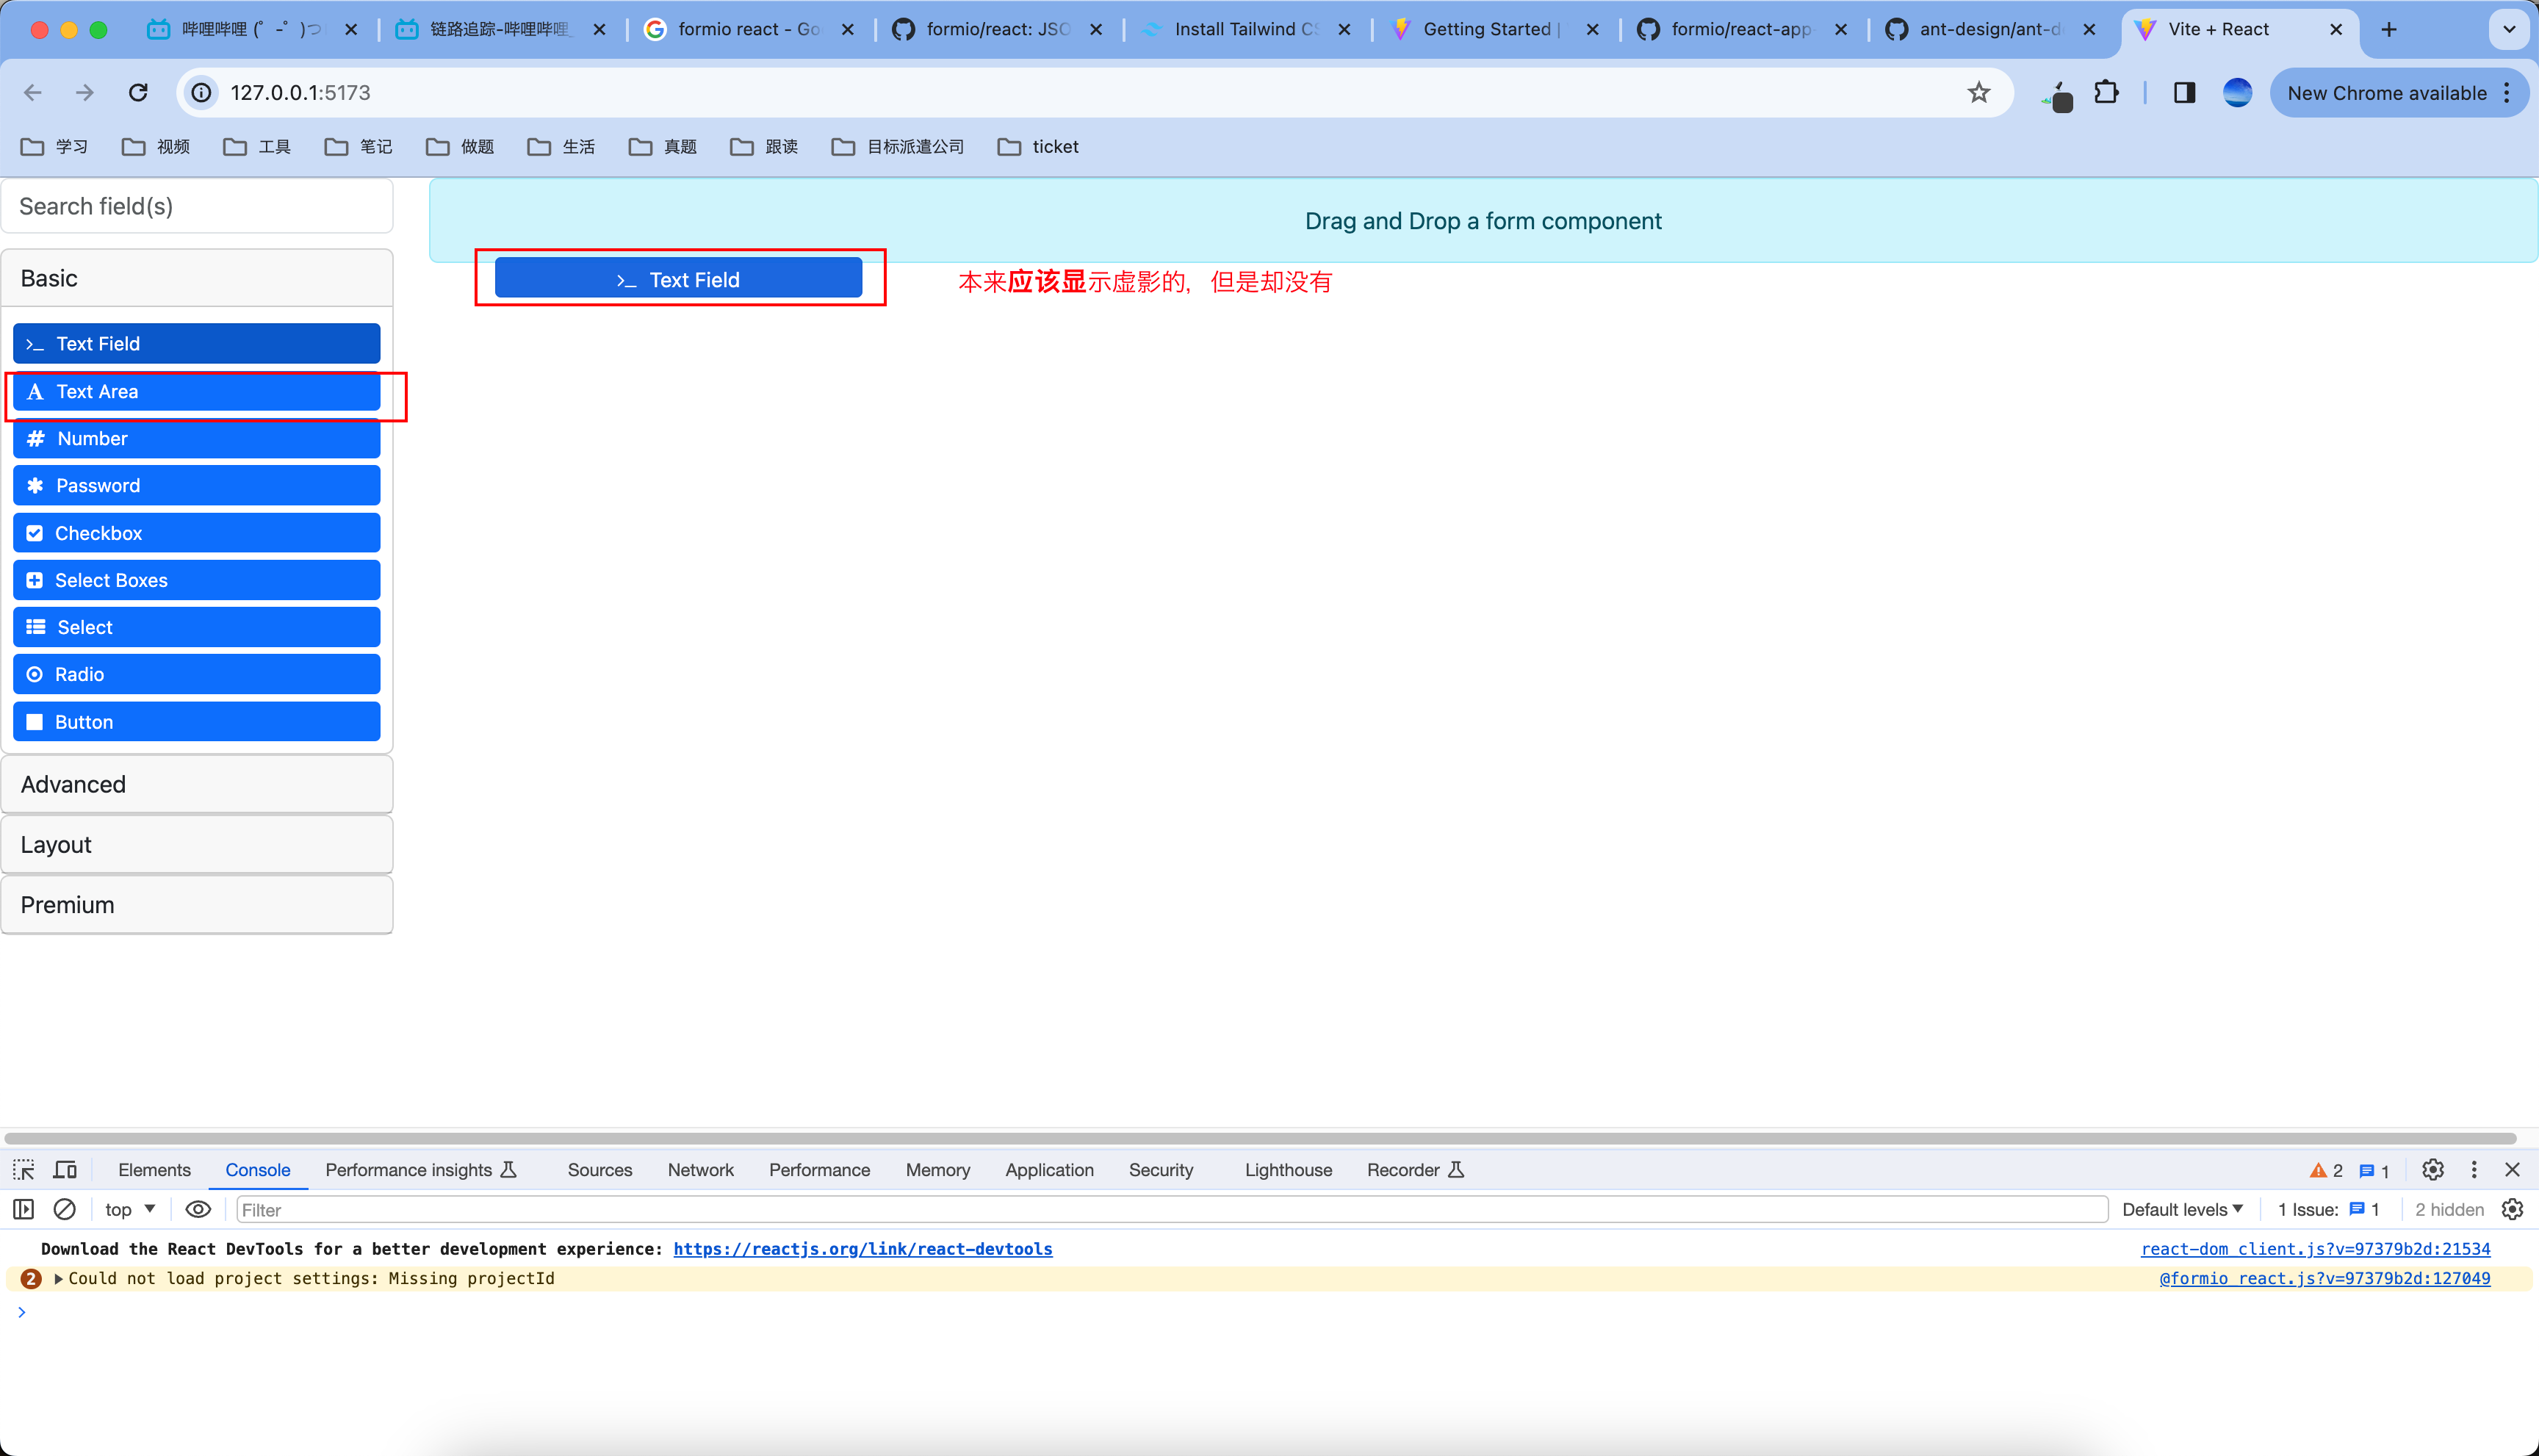 哔哩哔哩 (゜-゜)つ
链路追踪-哔哩哔哩_
formio react - Go
formio/react: JSO
Install Tailwind CS
Getting Started |
formio/react-app-
ant-design/ant-d
Vite + React
127.0.0.1:5173
New Chrome available
学习
视频
工具
笔记
做题
生活
真题
跟读
目标派遣公司
ticket
Search field(s)
Drag and Drop a form component
Basic
>_ Text Field
本来应该显示虚影的，但是却没有
>_ Text Field
A Text Area
# Number
Password
Checkbox
Select Boxes
Select
Radio
Button
Advanced
Layout
Premium
Elements
Console
Performance insights
Sources
Network
Performance
Memory
Application
Security
Lighthouse
Recorder
2
1
top
Filter
Default levels
1 Issue:
1
2 hidden
Download the React DevTools for a better development experience: https://reactjs.org/link/react-devtools
react-dom_client.js?v=97379b2d:21534
2 Could not load project settings: Missing projectId
@formio_react.js?v=97379b2d:127049